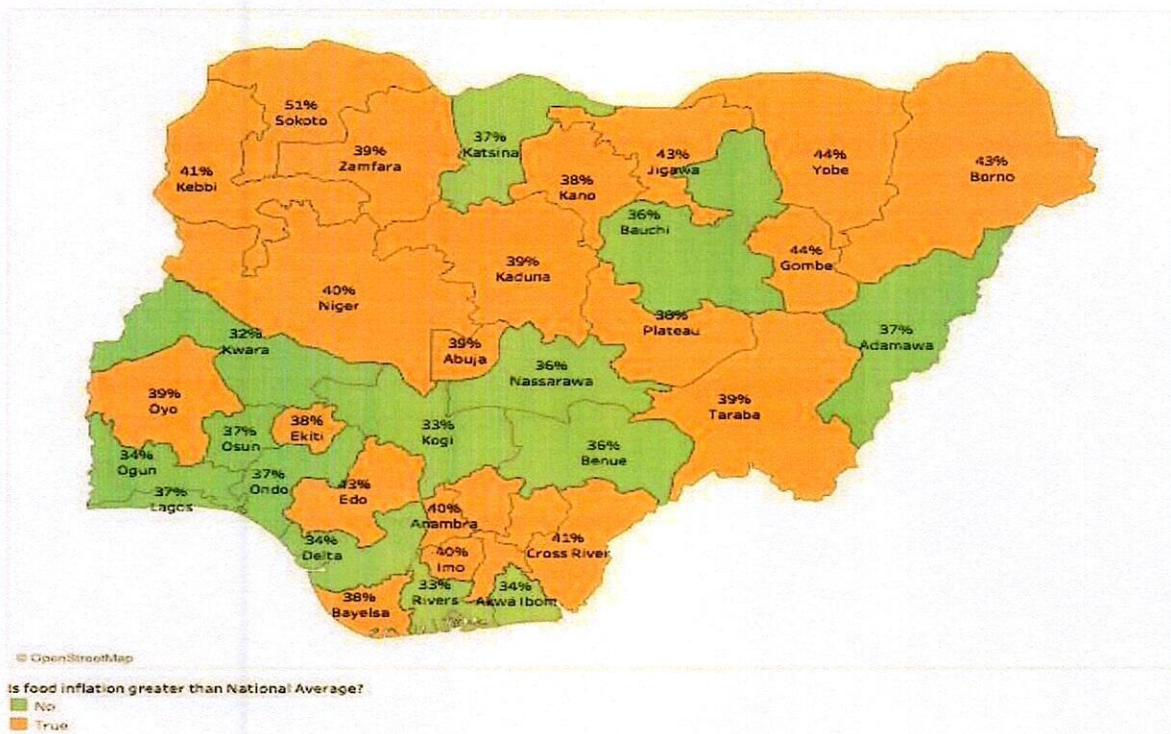 51%
Sokoto
37%
Katsina
39%
Zamfara
43%
Jigawa
44%
Yobe
43%
Borno
41%
Kebbi
38%
Kano
36%
Bauchi
44%
Gombe
39%
Kaduna
40%
Niger
38%
Plateau
37%
Adamawa
32%
Kwara
39%
Abuja
36%
Nassarawa
39%
Oyo
39%
Taraba
38%
Ekiti
37%
Osun
33%
Kogi
36%
Benue
34%
Ogun
37%
Ondo
43%
Edo
37%
Lagos
40%
Anambra
34%
Delta
40%
Imo
41%
Cross River
38%
Bayelsa
33%
Rivers
34%
Akwa Ibom
© OpenStreetMap
Is food inflation greater than National Average?
No
True